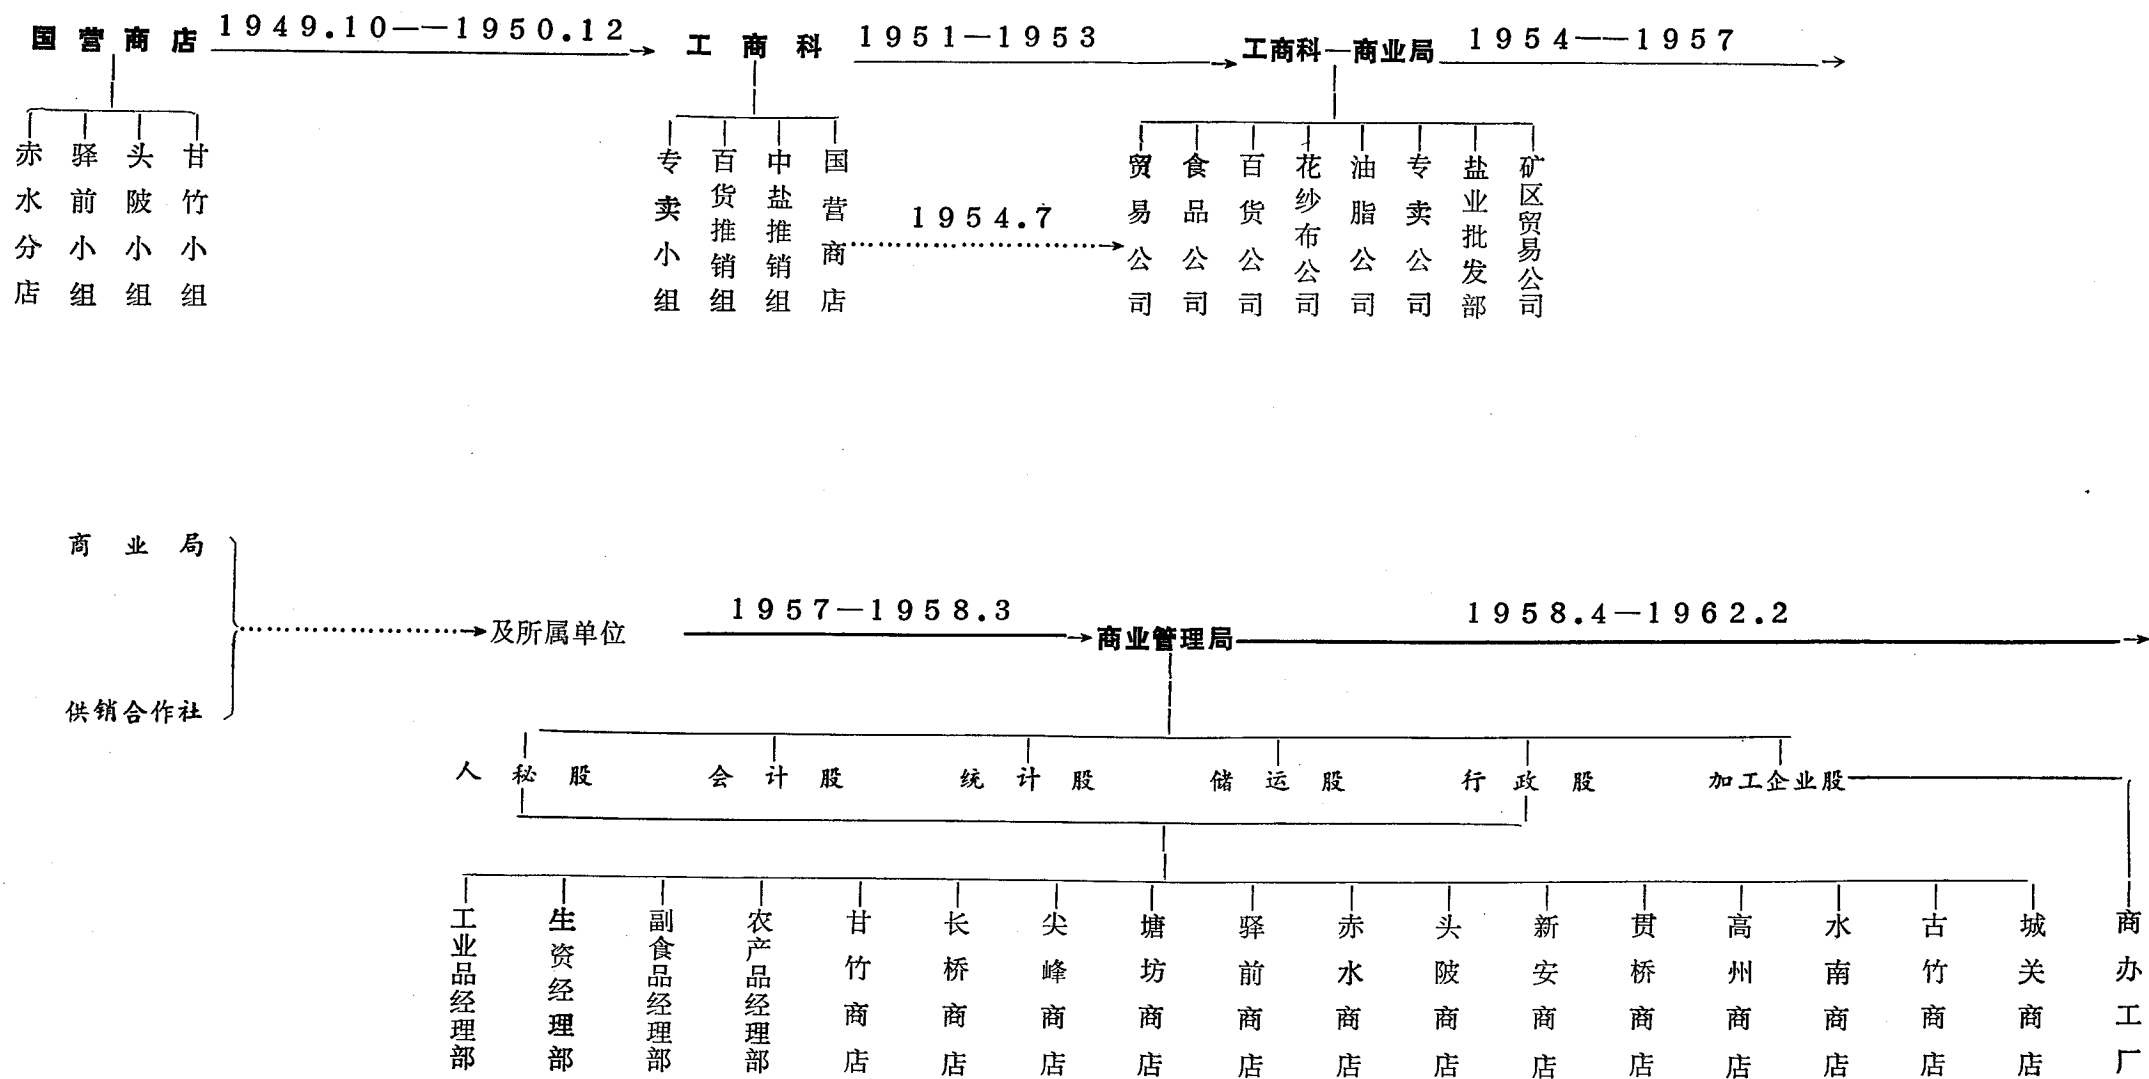 国营商店 1949.10——1950.12 工商科 1951—1953 工商科—商业局 1954——1957
赤水分店
驿前小组
头陂小组
甘竹小组
专卖小组
百货推销组
中盐推销组
国营商店
1954.7
贸易公司
食品公司
百货公司
花纱布公司
油脂公司
专卖公司
盐业批发部
矿区贸易公司
商业局
供销合作社
及所属单位
1957—1958.3
商业管理局
1958.4—1962.2
人秘股 会计股 统计股 储运股 行政股 加工企业股
工业品经理部
生资经理部
副食品经理部
农产品经理部
甘竹商店
长桥商店
尖峰商店
塘坊商店
驿前商店
赤水商店
头陂商店
新安商店
贯桥商店
高州商店
水南商店
古竹商店
城关商店
商办工厂